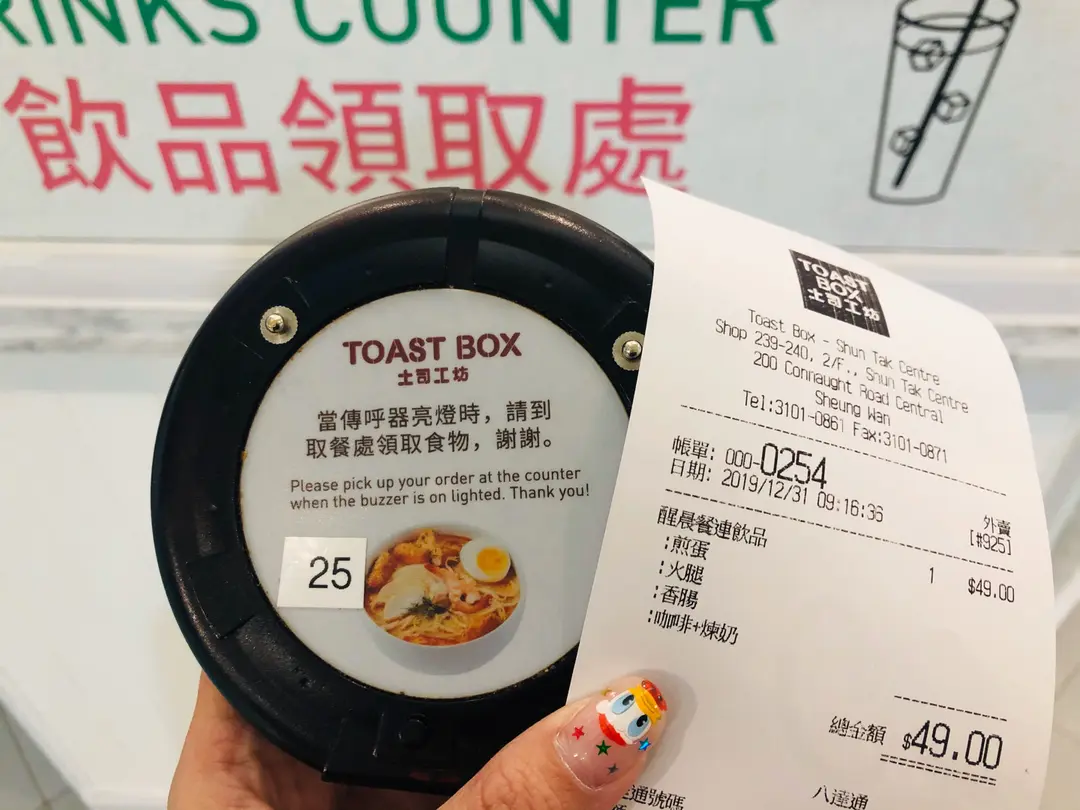 RINKS COUNTER
飲品領取處
TOAST BOX
土司工坊
當傳呼器亮燈時，請到
取餐處領取食物，謝謝。
Please pick up your order at the counter
when the buzzer is on lighted. Thank you!
25
TOAST
BOX
土司工坊
Toast Box - Shun Tak Centre
Shop 239-240, 2/F., Shun Tak Centre
200 Connaught Road Central
Sheung Wan
Tel:3101-0861 Fax:3101-0871
帳單: 000-0254
日期: 2019/12/31 09:16:36
外賣
[#925]
醒晨餐連飲品 1 $49.00
:煎蛋
:火腿
:香腸
:咖啡+煉奶
總金額 $49.00
達通號碼 八達通